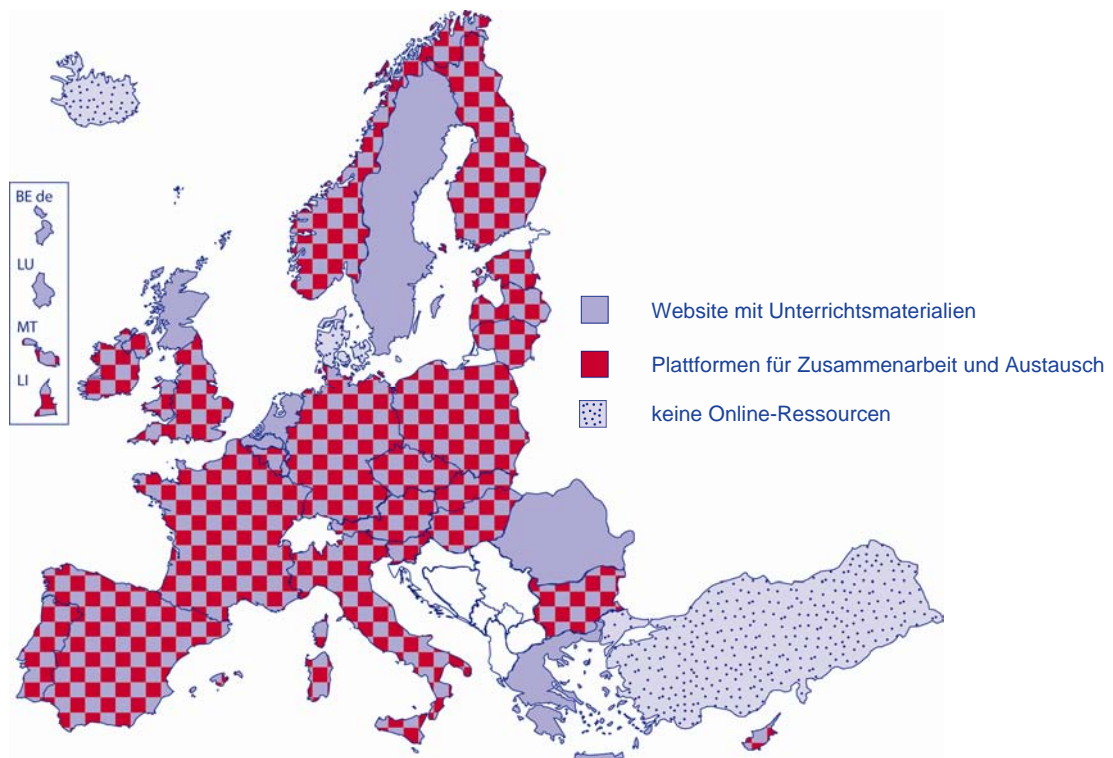 BE de
LU
MT
LI
Website mit Unterrichtsmaterialien
Plattformen für Zusammenarbeit und Austausch
keine Online-Ressourcen